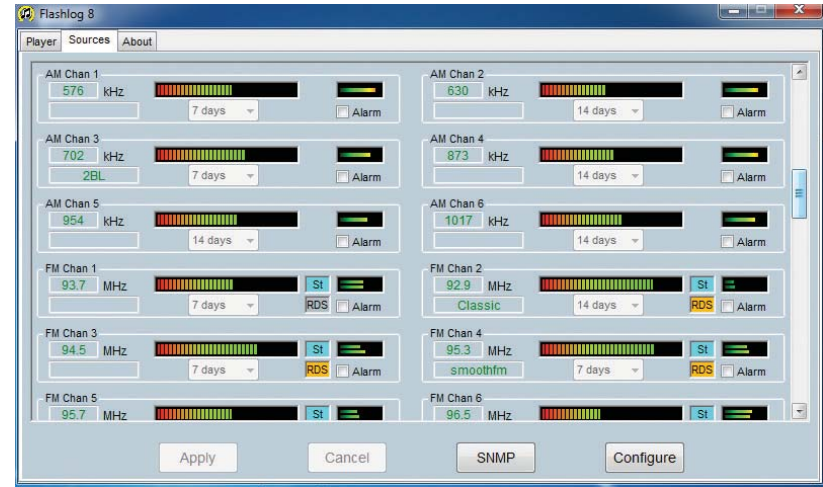 Flashlog 8
Player Sources About
AM Chan 1
576 kHz
7 days Alarm
AM Chan 2
630 kHz
14 days Alarm
AM Chan 3
702 kHz
2BL 7 days Alarm
AM Chan 4
873 kHz
14 days Alarm
AM Chan 5
954 kHz
14 days Alarm
AM Chan 6
1017 kHz
14 days Alarm
FM Chan 1
93.7 MHz St
7 days RDS Alarm
FM Chan 2
92.9 MHz St
Classic 14 days RDS Alarm
FM Chan 3
94.5 MHz St
7 days RDS Alarm
FM Chan 4
95.3 MHz St
smoothfm 7 days RDS Alarm
FM Chan 5
95.7 MHz St
FM Chan 6
96.5 MHz St
Apply Cancel SNMP Configure